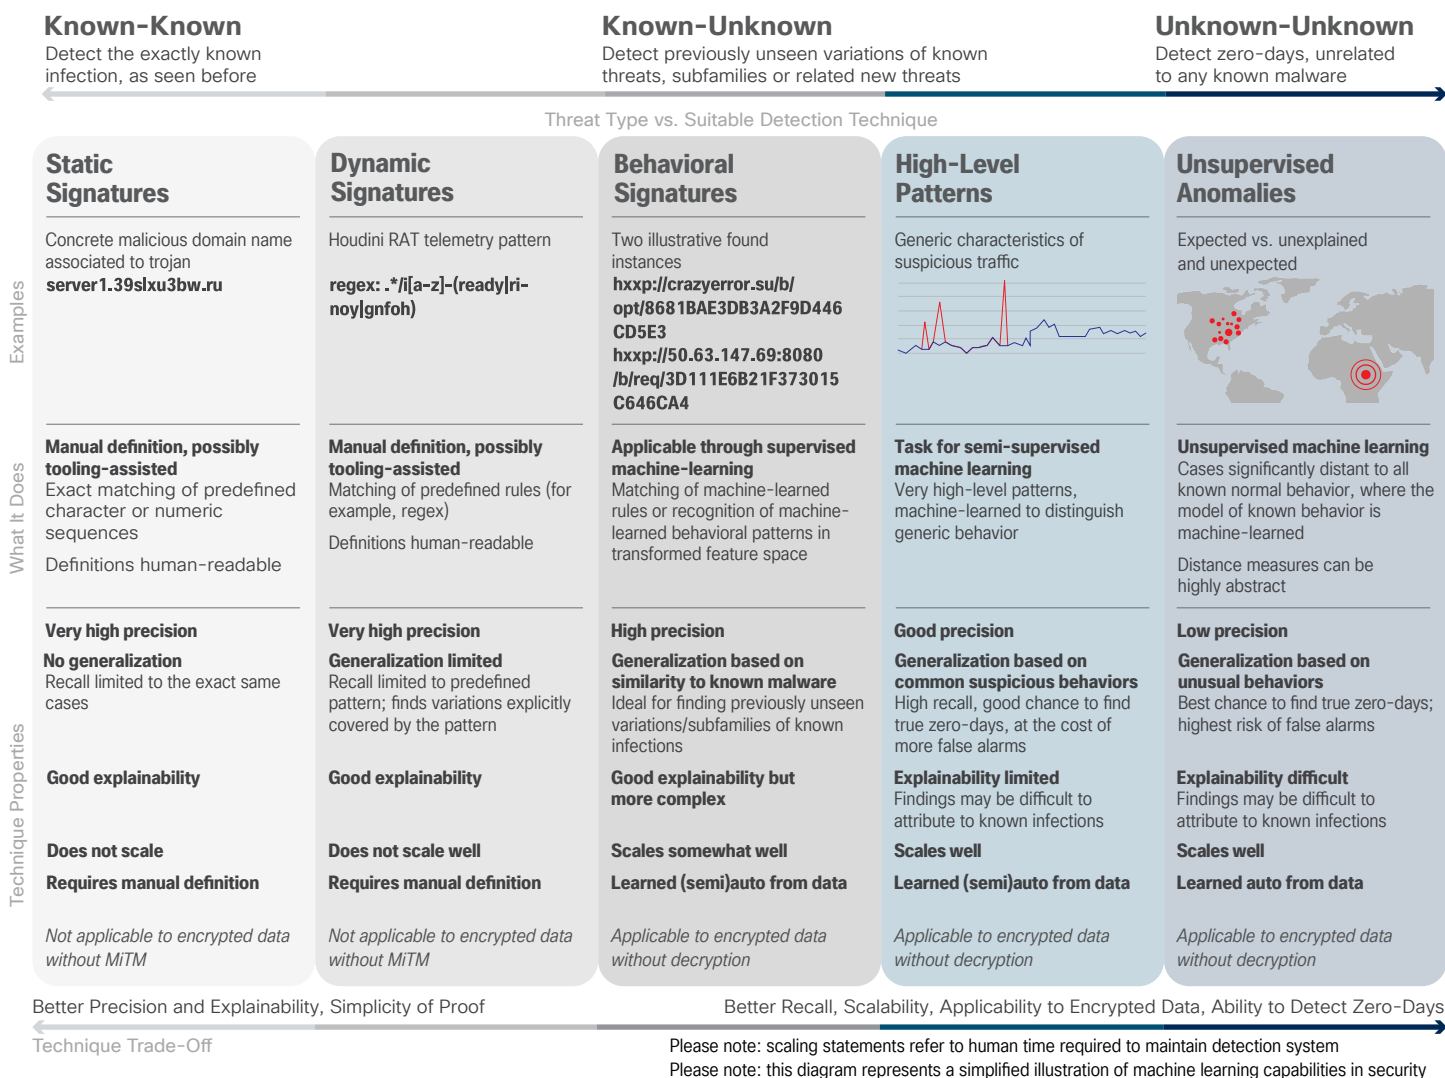 Known-Known
Detect the exactly known
infection, as seen before
Known-Unknown
Detect previously unseen variations of known
threats, subfamilies or related new threats
Unknown-Unknown
Detect zero-days, unrelated
to any known malware
Threat Type vs. Suitable Detection Technique
Examples
What It Does
Technique Properties
Static
Signatures
Concrete malicious domain name
associated to trojan
server1.39slxu3bw.ru
Manual definition, possibly
tooling-assisted
Exact matching of predefined
character or numeric
sequences
Definitions human-readable
Very high precision
No generalization
Recall limited to the exact same
cases
Good explainability
Does not scale
Requires manual definition
Not applicable to encrypted data
without MiTM
Dynamic
Signatures
Houdini RAT telemetry pattern
regex: .*/i[a-z]-(ready|ri-
noy|gnfoh)
Manual definition, possibly
tooling-assisted
Matching of predefined rules (for
example, regex)
Definitions human-readable
Very high precision
Generalization limited
Recall limited to predefined
pattern; finds variations explicitly
covered by the pattern
Good explainability
Does not scale well
Requires manual definition
Not applicable to encrypted data
without MiTM
Behavioral
Signatures
Two illustrative found
instances
hxxp://crazyerror.su/b/
opt/8681BAE3DB3A2F9D446
CD5E3
hxxp://50.63.147.69:8080
/b/req/3D111E6B21F373015
C646CA4
Applicable through supervised
machine-learning
Matching of machine-learned
rules or recognition of machine-
learned behavioral patterns in
transformed feature space
High precision
Generalization based on
similarity to known malware
Ideal for finding previously unseen
variations/subfamilies of known
infections
Good explainability but
more complex
Scales somewhat well
Learned (semi)auto from data
Applicable to encrypted data
without decryption
High-Level
Patterns
Generic characteristics of
suspicious traffic
Task for semi-supervised
machine learning
Very high-level patterns,
machine-learned to distinguish
generic behavior
Good precision
Generalization based on
common suspicious behaviors
High recall, good chance to find
true zero-days, at the cost of
more false alarms
Explainability limited
Findings may be difficult to
attribute to known infections
Scales well
Learned (semi)auto from data
Applicable to encrypted data
without decryption
Unsupervised
Anomalies
Expected vs. unexplained
and unexpected
Unsupervised machine learning
Cases significantly distant to all
known normal behavior, where the
model of known behavior is
machine-learned
Distance measures can be
highly abstract
Low precision
Generalization based on
unusual behaviors
Best chance to find true zero-days;
highest risk of false alarms
Explainability difficult
Findings may be difficult to
attribute to known infections
Scales well
Learned auto from data
Applicable to encrypted data
without decryption
Better Precision and Explainability, Simplicity of Proof
Better Recall, Scalability, Applicability to Encrypted Data, Ability to Detect Zero-Days
Technique Trade-Off
Please note: scaling statements refer to human time required to maintain detection system
Please note: this diagram represents a simplified illustration of machine learning capabilities in security